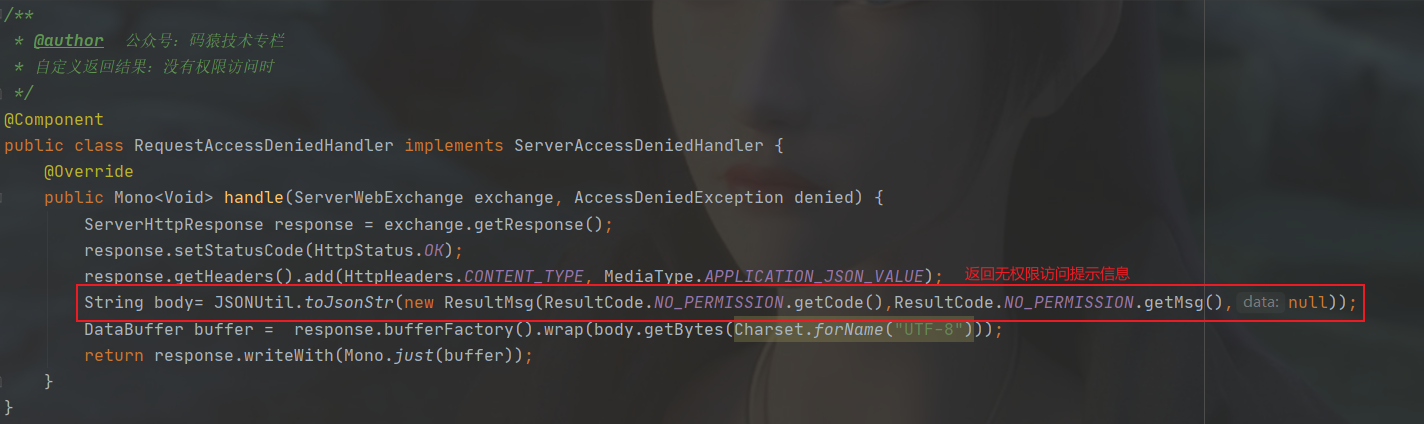 /**
 * @author  公众号：码猿技术专栏
 * 自定义返回结果：没有权限访问时
 */
@Component
public class RequestAccessDeniedHandler implements ServerAccessDeniedHandler {
    @Override
    public Mono<Void> handle(ServerWebExchange exchange, AccessDeniedException denied) {
        ServerHttpResponse response = exchange.getResponse();
        response.setStatusCode(HttpStatus.OK);
        response.getHeaders().add(HttpHeaders.CONTENT_TYPE, MediaType.APPLICATION_JSON_VALUE);  返回无权限访问提示信息
        String body= JSONUtil.toJsonStr(new ResultMsg(ResultCode.NO_PERMISSION.getCode(),ResultCode.NO_PERMISSION.getMsg(), data: null));
        DataBuffer buffer =  response.bufferFactory().wrap(body.getBytes(Charset.forName("UTF-8")));
        return response.writeWith(Mono.just(buffer));
    }
}